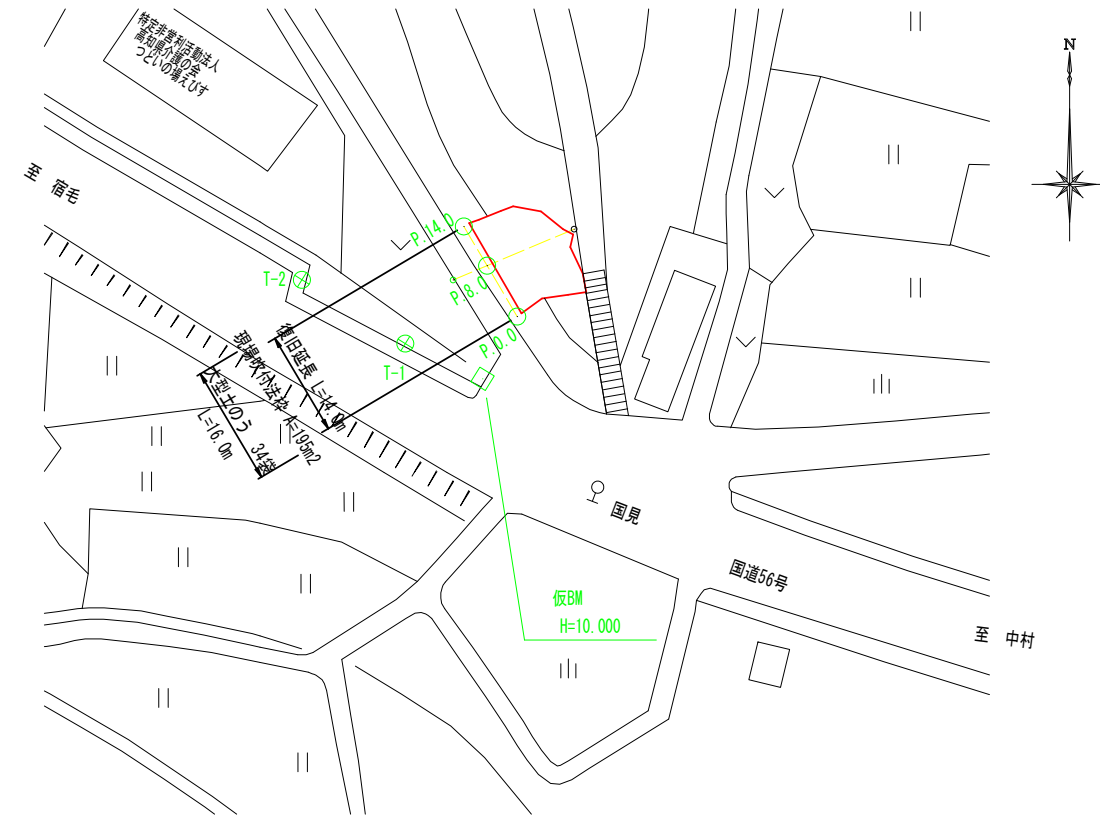 特定非営利活動法人
高知県介護の会
つどいの場えびす
N
至 宿毛
P.14.0
P.8.0
P.0.0
T-2
T-1
復旧延長 L=14.0m
現場吹付法枠 A=195m2
大型土のう 34袋
L=16.0m
国見
国道56号
仮BM
H=10.000
至 中村